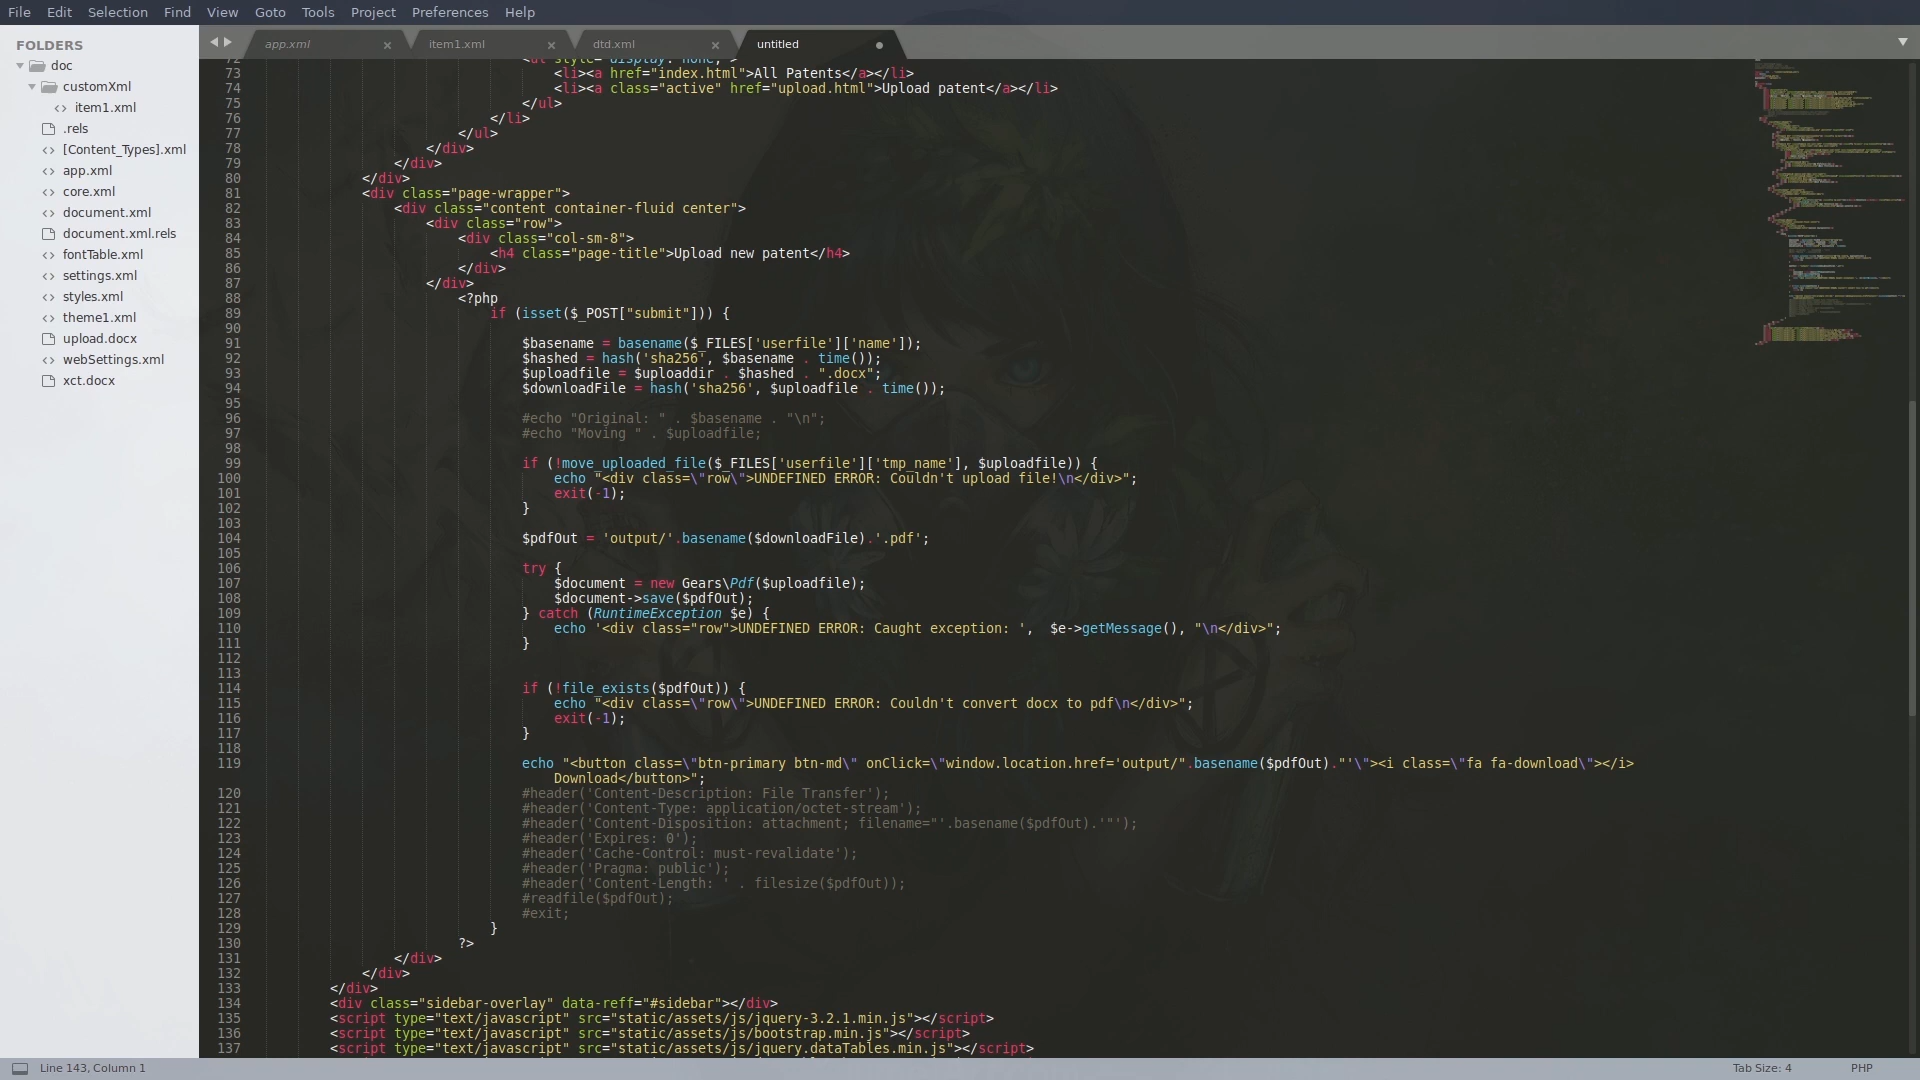 File Edit Selection Find View Goto Tools Project Preferences Help
FOLDERS
doc
customXml
item1.xml
.rels
[Content_Types].xml
app.xml
core.xml
document.xml
document.xml.rels
fontTable.xml
settings.xml
styles.xml
theme1.xml
upload.docx
webSettings.xml
xct.docx
app.xml × item1.xml × dtd.xml × untitled
72 <ul style="display: none;">
73 <li><a href="index.html">All Patents</a></li>
74 <li><a class="active" href="upload.html">Upload patent</a></li>
75 </ul>
76 </li>
77 </ul>
78 </div>
79 </div>
80 </div>
81 <div class="page-wrapper">
82 <div class="content container-fluid center">
83 <div class="row">
84 <div class="col-sm-8">
85 <h4 class="page-title">Upload new patent</h4>
86 </div>
87 </div>
88 <?php
89 if (isset($_POST["submit"])) {
90
91 $basename = basename($_FILES['userfile']['name']);
92 $hashed = hash('sha256', $basename . time());
93 $uploadfile = $uploaddir . $hashed . ".docx";
94 $downloadFile = hash('sha256', $uploadfile . time());
95
96 #echo "Original: " . $basename . "\n";
97 #echo "Moving " . $uploadfile;
98
99 if (!move_uploaded_file($_FILES['userfile']['tmp_name'], $uploadfile)) {
100 echo "<div class=\"row\">UNDEFINED ERROR: Couldn't upload file!\n</div>";
101 exit(-1);
102 }
103
104 $pdfOut = 'output/'.basename($downloadFile).'.pdf';
105
106 try {
107 $document = new Gears\Pdf($uploadfile);
108 $document->save($pdfOut);
109 } catch (RuntimeException $e) {
110 echo '<div class="row">UNDEFINED ERROR: Caught exception: ',  $e->getMessage(), "\n</div>";
111 }
112
113
114 if (!file_exists($pdfOut)) {
115 echo "<div class=\"row\">UNDEFINED ERROR: Couldn't convert docx to pdf\n</div>";
116 exit(-1);
117 }
118
119 echo "<button class=\"btn-primary btn-md\" onClick=\"window.location.href='output/".basename($pdfOut)."'\"><i class=\"fa fa-download\"></i>
Download</button>";
120 #header('Content-Description: File Transfer');
121 #header('Content-Type: application/octet-stream');
122 #header('Content-Disposition: attachment; filename="'.basename($pdfOut).'"');
123 #header('Expires: 0');
124 #header('Cache-Control: must-revalidate');
125 #header('Pragma: public');
126 #header('Content-Length: ' . filesize($pdfOut));
127 #readfile($pdfOut);
128 #exit;
129 }
130 ?>
131 </div>
132 </div>
133 </div>
134 <div class="sidebar-overlay" data-reff="#sidebar"></div>
135 <script type="text/javascript" src="static/assets/js/jquery-3.2.1.min.js"></script>
136 <script type="text/javascript" src="static/assets/js/bootstrap.min.js"></script>
137 <script type="text/javascript" src="static/assets/js/jquery.dataTables.min.js"></script>
Line 143, Column 1 Tab Size: 4 PHP